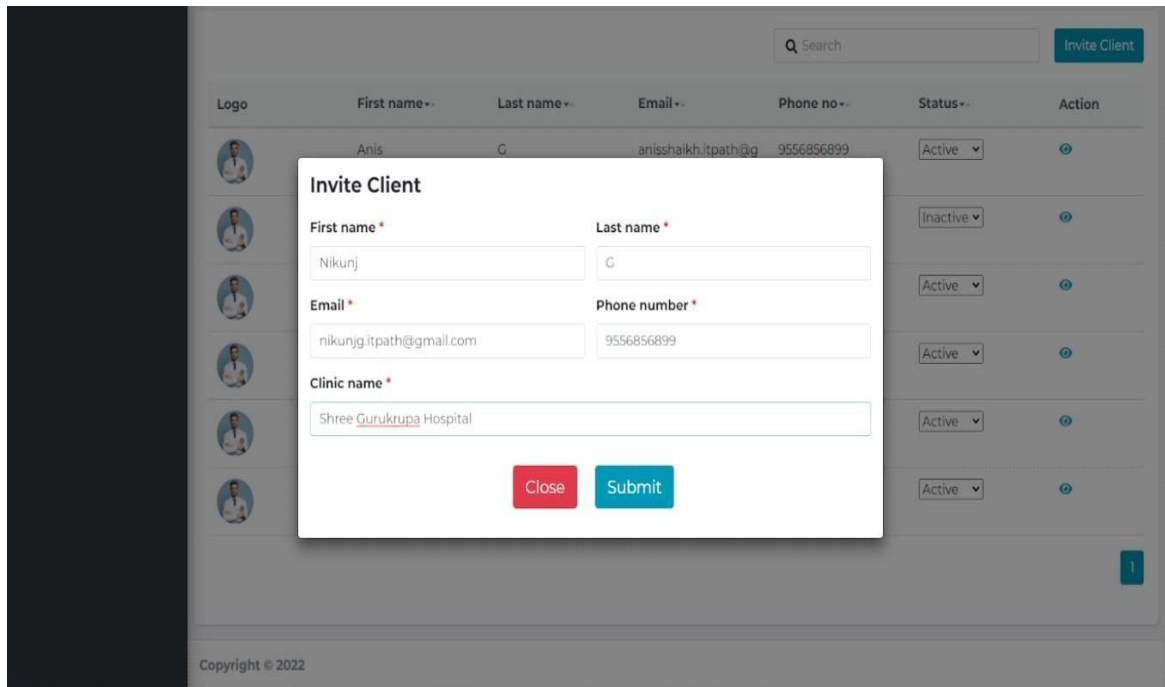 Search
Invite Client
Logo First name Last name Email Phone no Status Action
Anis G anisshaikh.itpath@g 9556856899 Active
Invite Client
First name * Last name *
Nikunj G
Inactive
Email * Phone number *
Active
nikunjg.itpath@gmail.com 9556856899
Active
Clinic name *
Shree Gurukrupa Hospital
Active
Close Submit
Active
1
Copyright © 2022